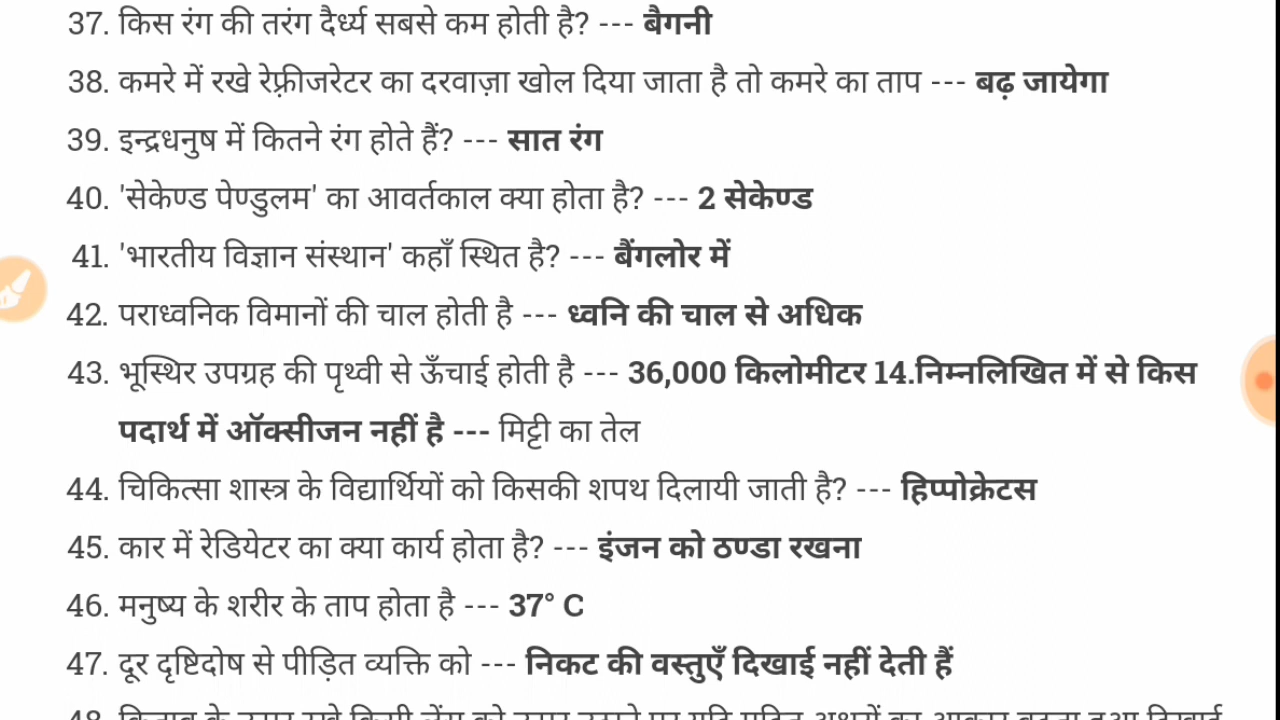 37. किस रंग की तरंग दैर्ध्य सबसे कम होती है? --- बैगनी
38. कमरे में रखे रेफ़्रीजरेटर का दरवाज़ा खोल दिया जाता है तो कमरे का ताप --- बढ़ जायेगा
39. इन्द्रधनुष में कितने रंग होते हैं? --- सात रंग
40. 'सेकेण्ड पेण्डुलम' का आवर्तकाल क्या होता है? --- 2 सेकेण्ड
41. 'भारतीय विज्ञान संस्थान' कहाँ स्थित है? --- बैंगलोर में
42. पराध्वनिक विमानों की चाल होती है --- ध्वनि की चाल से अधिक
43. भूस्थिर उपग्रह की पृथ्वी से ऊँचाई होती है --- 36,000 किलोमीटर 14.निम्नलिखित में से किस
पदार्थ में ऑक्सीजन नहीं है --- मिट्टी का तेल
44. चिकित्सा शास्त्र के विद्यार्थियों को किसकी शपथ दिलायी जाती है? --- हिप्पोक्रेटस
45. कार में रेडियेटर का क्या कार्य होता है? --- इंजन को ठण्डा रखना
46. मनुष्य के शरीर के ताप होता है --- 37° C
47. दूर दृष्टिदोष से पीड़ित व्यक्ति को --- निकट की वस्तुएँ दिखाई नहीं देती हैं